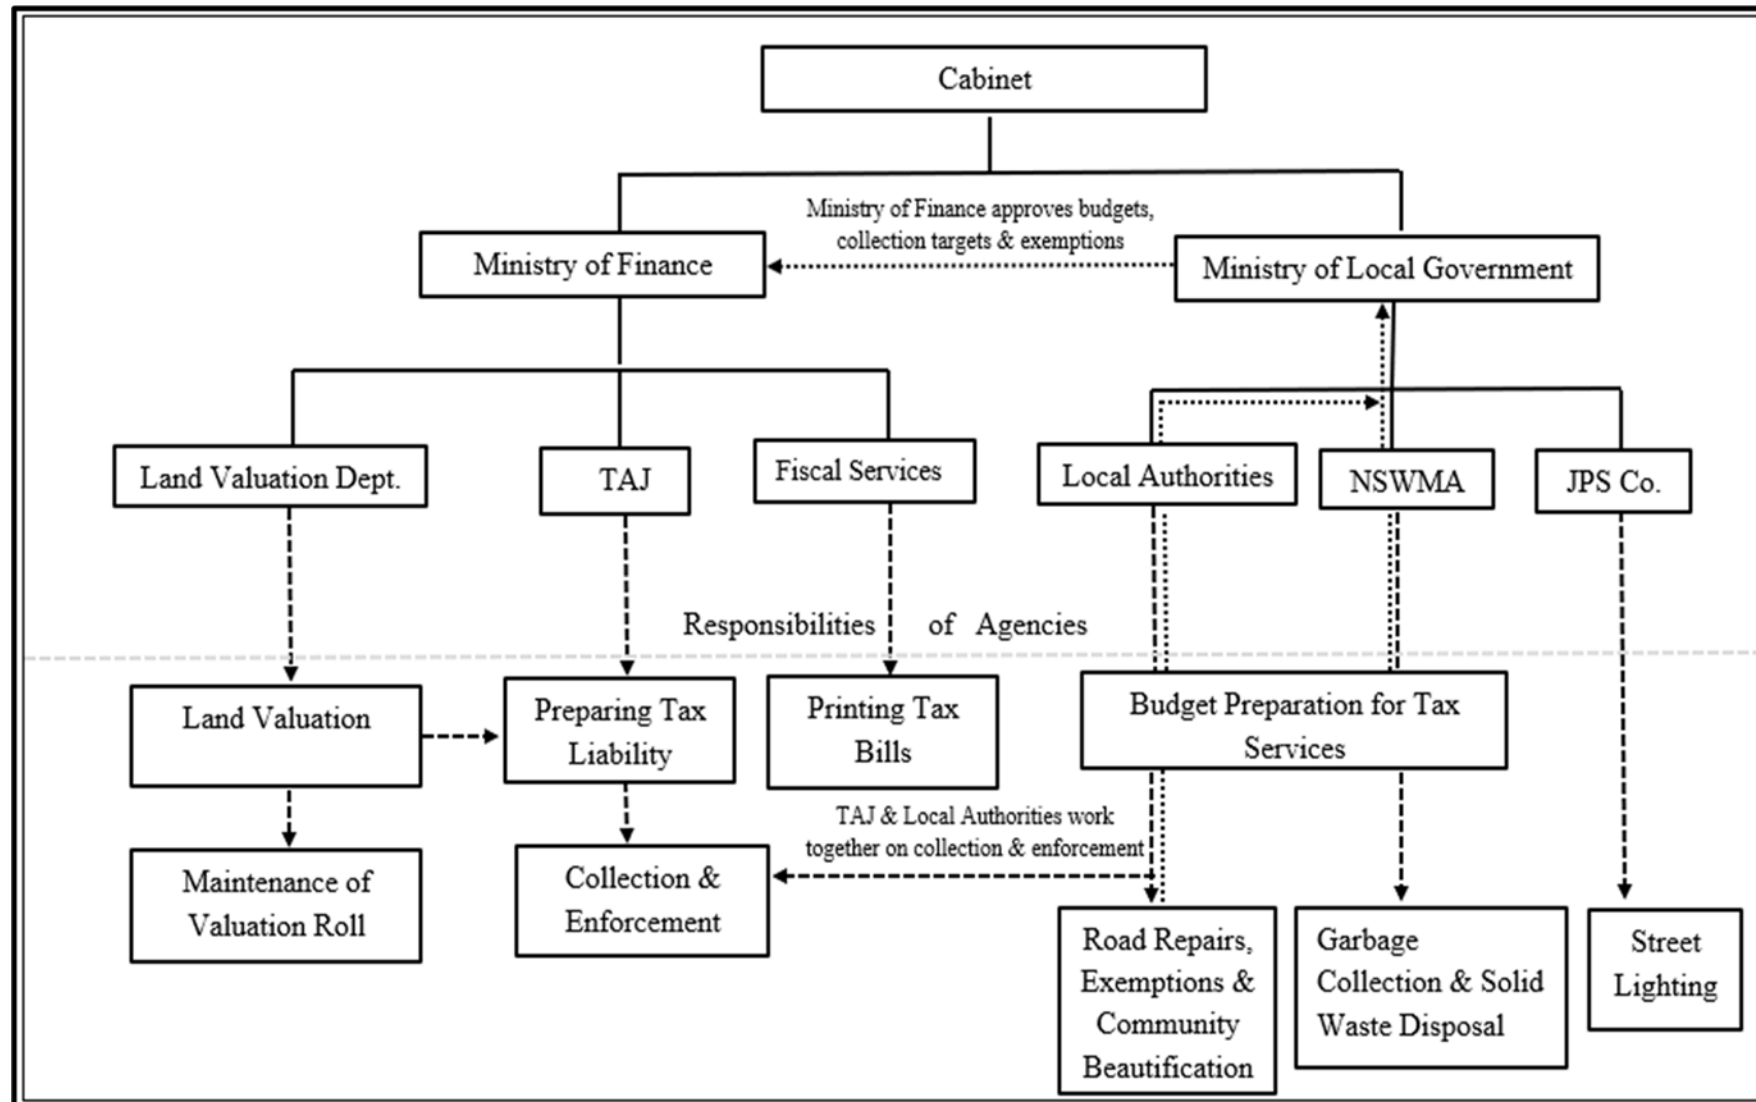 Cabinet
Ministry of Finance approves budgets,
collection targets & exemptions
Ministry of Finance
Ministry of Local Government
Land Valuation Dept.
TAJ
Fiscal Services
Local Authorities
NSWMA
JPS Co.
Responsibilities of Agencies
Land Valuation
Preparing Tax
Liability
Printing Tax
Bills
Budget Preparation for Tax
Services
TAJ & Local Authorities work
together on collection & enforcement
Maintenance of
Valuation Roll
Collection &
Enforcement
Road Repairs,
Exemptions &
Community
Beautification
Garbage
Collection & Solid
Waste Disposal
Street
Lighting